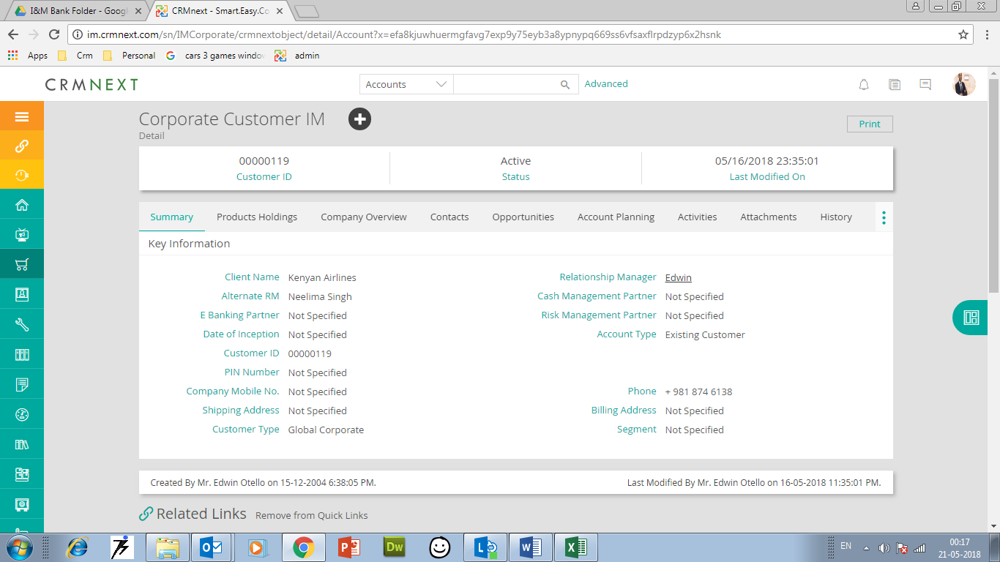 I&M Bank Folder - Googl
CRMnext - Smart.Easy.Co
im.crmnext.com/sn/IMCorporate/crmnextobject/detail/Account?x=efa8kjuwhuermgfavg7exp9y75eyb3a8ypnypq669ss6vfsaxflrpdzyp6x2hsnk
Apps Crm Personal cars 3 games windo admin
CRMNEXT Accounts Advanced
Corporate Customer IM
Detail
Print
00000119 Active 05/16/2018 23:35:01
Customer ID Status Last Modified On
Summary Products Holdings Company Overview Contacts Opportunities Account Planning Activities Attachments History
Key Information
Client Name Kenyan Airlines Relationship Manager Edwin
Alternate RM Neelima Singh Cash Management Partner Not Specified
E Banking Partner Not Specified Risk Management Partner Not Specified
Date of Inception Not Specified Account Type Existing Customer
Customer ID 00000119
PIN Number Not Specified
Company Mobile No. Not Specified Phone + 981 874 6138
Shipping Address Not Specified Billing Address Not Specified
Customer Type Global Corporate Segment Not Specified
Created By Mr. Edwin Otello on 15-12-2004 6:38:05 PM. Last Modified By Mr. Edwin Otello on 16-05-2018 11:35:01 PM.
Related Links Remove from Quick Links
EN 00:17
21-05-2018